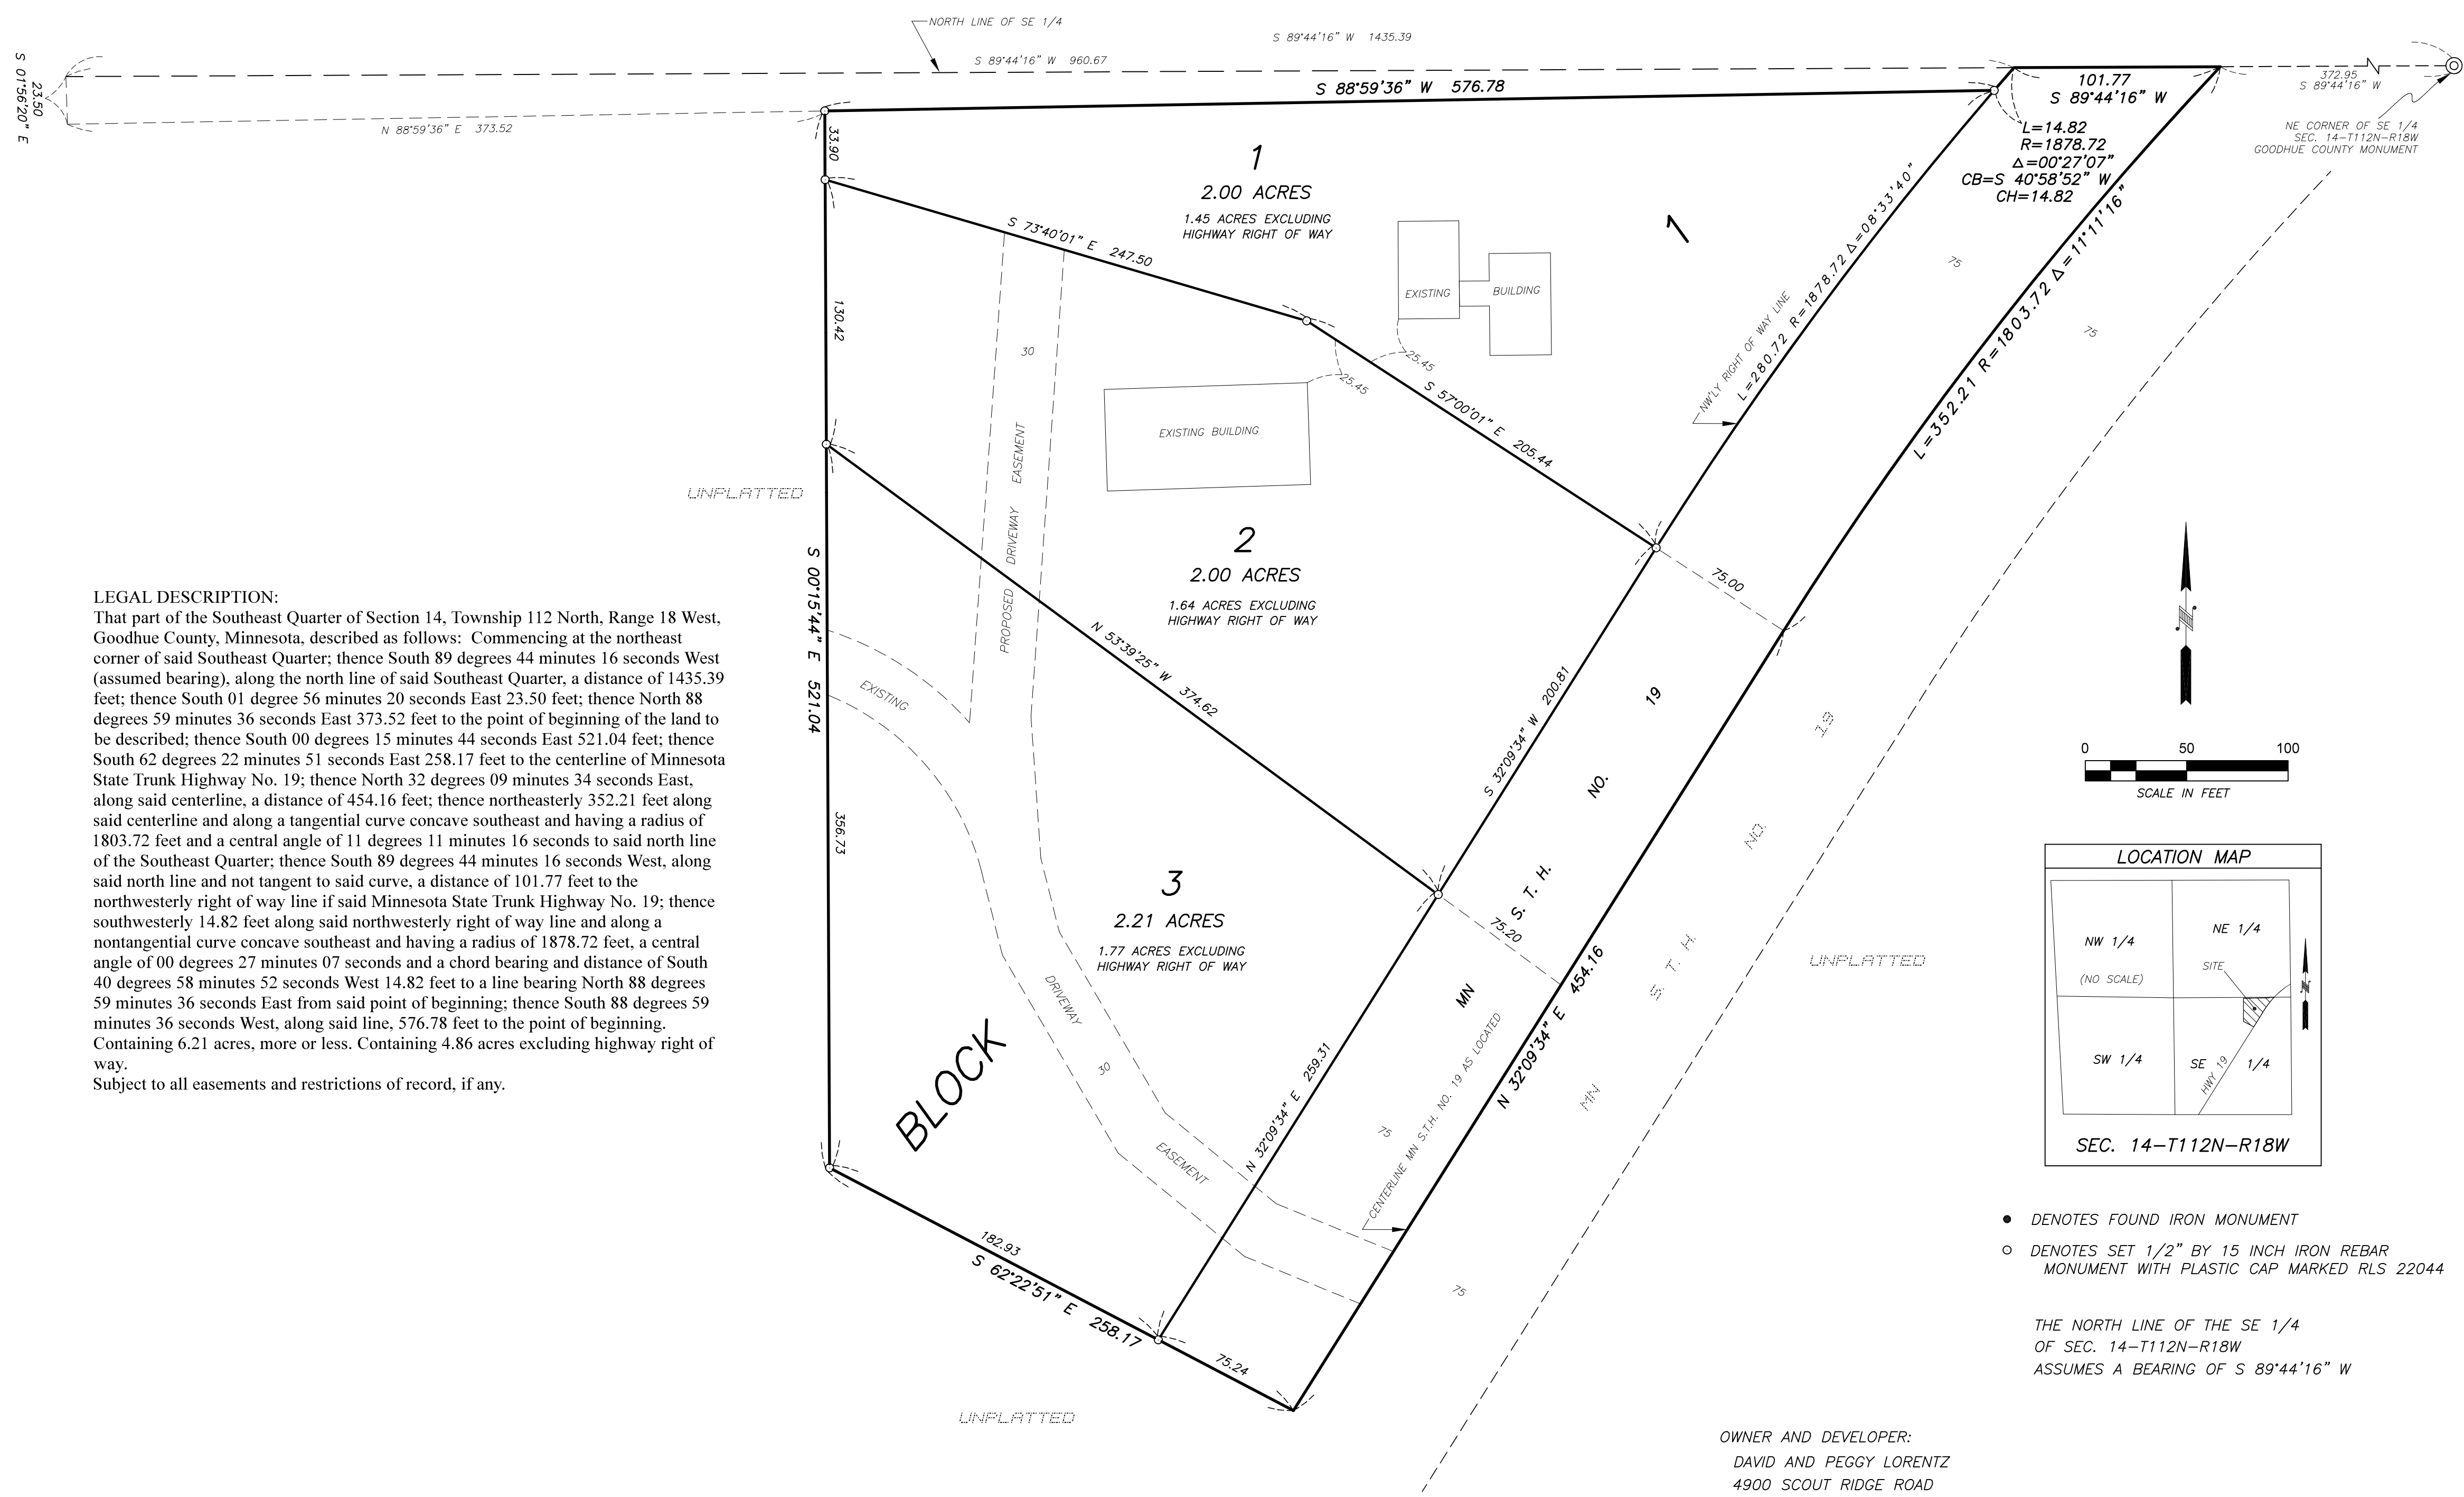 NORTH LINE OF SE 1/4
S 89°44'16" W 1435.39
S 89°44'16" W 960.67
S 88°59'36" W 576.78
23.50
S 01°56'20" E
N 88°59'36" E 373.52
101.77
S 89°44'16" W
372.95
S 89°44'16" W
NE CORNER OF SE 1/4
SEC. 14-T112N-R18W
GOODHUE COUNTY MONUMENT
L=14.82
R=1878.72
Δ=00°27'07"
CB=S 40°58'52" W
CH=14.82
33.90
1
2.00 ACRES
1.45 ACRES EXCLUDING
HIGHWAY RIGHT OF WAY
1
S 73°40'01" E 247.50
EXISTING
BUILDING
NW'LY RIGHT OF WAY LINE
L=280.72 R=1878.72 Δ=08°33'40"
L=352.21 R=1803.72 Δ=11°11'16"
75
75
130.42
30
25.45
25.45
S 57°00'01" E 205.44
EXISTING BUILDING
PROPOSED DRIVEWAY EASEMENT
UNPLATTED
2
2.00 ACRES
1.64 ACRES EXCLUDING
HIGHWAY RIGHT OF WAY
75.00
S 00°15'44" E 521.04
N 53°39'25" W 374.62
EXISTING
S 32°09'34" W 200.81
MN S. T. H. NO. 19
MN S. T. H. NO. 19
LEGAL DESCRIPTION:
That part of the Southeast Quarter of Section 14, Township 112 North, Range 18 West,
Goodhue County, Minnesota, described as follows: Commencing at the northeast
corner of said Southeast Quarter; thence South 89 degrees 44 minutes 16 seconds West
(assumed bearing), along the north line of said Southeast Quarter, a distance of 1435.39
feet; thence South 01 degree 56 minutes 20 seconds East 23.50 feet; thence North 88
degrees 59 minutes 36 seconds East 373.52 feet to the point of beginning of the land to
be described; thence South 00 degrees 15 minutes 44 seconds East 521.04 feet; thence
South 62 degrees 22 minutes 51 seconds East 258.17 feet to the centerline of Minnesota
State Trunk Highway No. 19; thence North 32 degrees 09 minutes 34 seconds East,
along said centerline, a distance of 454.16 feet; thence northeasterly 352.21 feet along
said centerline and along a tangential curve concave southeast and having a radius of
1803.72 feet and a central angle of 11 degrees 11 minutes 16 seconds to said north line
of the Southeast Quarter; thence South 89 degrees 44 minutes 16 seconds West, along
said north line and not tangent to said curve, a distance of 101.77 feet to the
northwesterly right of way line if said Minnesota State Trunk Highway No. 19; thence
southwesterly 14.82 feet along said northwesterly right of way line and along a
nontangential curve concave southeast and having a radius of 1878.72 feet, a central
angle of 00 degrees 27 minutes 07 seconds and a chord bearing and distance of South
40 degrees 58 minutes 52 seconds West 14.82 feet to a line bearing North 88 degrees
59 minutes 36 seconds East from said point of beginning; thence South 88 degrees 59
minutes 36 seconds West, along said line, 576.78 feet to the point of beginning.
Containing 6.21 acres, more or less. Containing 4.86 acres excluding highway right of
way.
Subject to all easements and restrictions of record, if any.
356.73
3
2.21 ACRES
1.77 ACRES EXCLUDING
HIGHWAY RIGHT OF WAY
75.20
UNPLATTED
DRIVEWAY
30
EASEMENT
BLOCK
N 32°09'34" E 259.31
75
CENTERLINE MN S.T.H. NO. 19 AS LOCATED
N 32°09'34" E 454.16
75
182.93
S 62°22'51" E 258.17
75.24
UNPLATTED
N
0 50 100
SCALE IN FEET
LOCATION MAP
NW 1/4
NE 1/4
(NO SCALE)
SITE
N
SW 1/4
SE 1/4
HWY 19
SEC. 14-T112N-R18W
DENOTES FOUND IRON MONUMENT
DENOTES SET 1/2" BY 15 INCH IRON REBAR
MONUMENT WITH PLASTIC CAP MARKED RLS 22044
THE NORTH LINE OF THE SE 1/4
OF SEC. 14-T112N-R18W
ASSUMES A BEARING OF S 89°44'16" W
OWNER AND DEVELOPER:
DAVID AND PEGGY LORENTZ
4900 SCOUT RIDGE ROAD